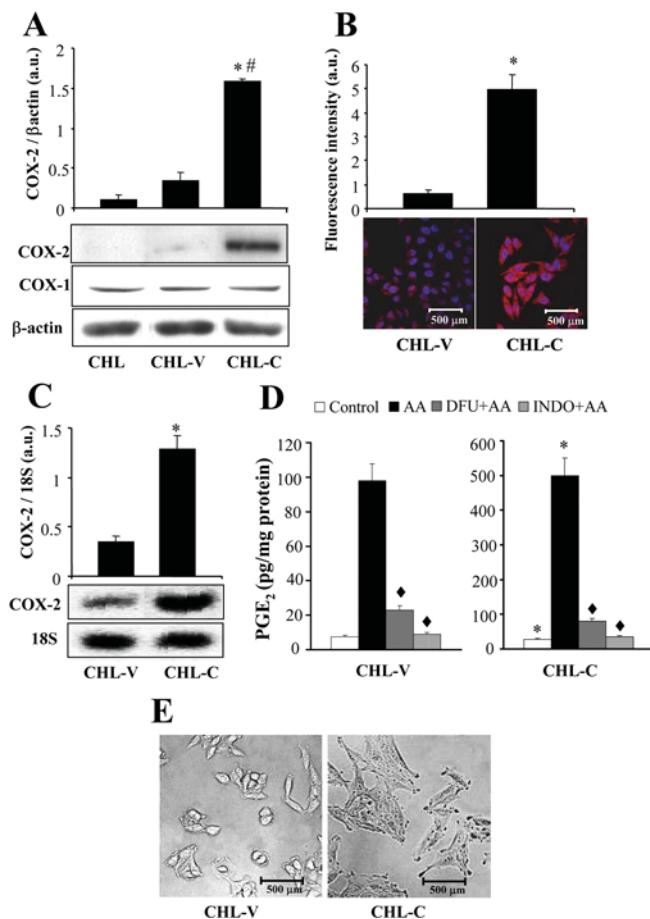 A
COX-2 / βactin (a.u.)
2
1.5
1
0.5
0
* #
COX-2
COX-1
β-actin
CHL CHL-V CHL-C
B
Fluorescence intensity (a.u.)
6
5
4
3
2
1
0
*
500 µm 500 µm
CHL-V CHL-C
C
COX-2 / 18S (a.u.)
1.5
1
0.5
0
*
COX-2
18S
CHL-V CHL-C
D
Control AA DFU+AA INDO+AA
PGE₂ (pg/mg protein)
120
100
80
60
40
20
0
♦ ♦
CHL-V
600
500
400
300
200
100
0
*
* ♦ ♦
CHL-C
E
500 µm 500 µm
CHL-V CHL-C